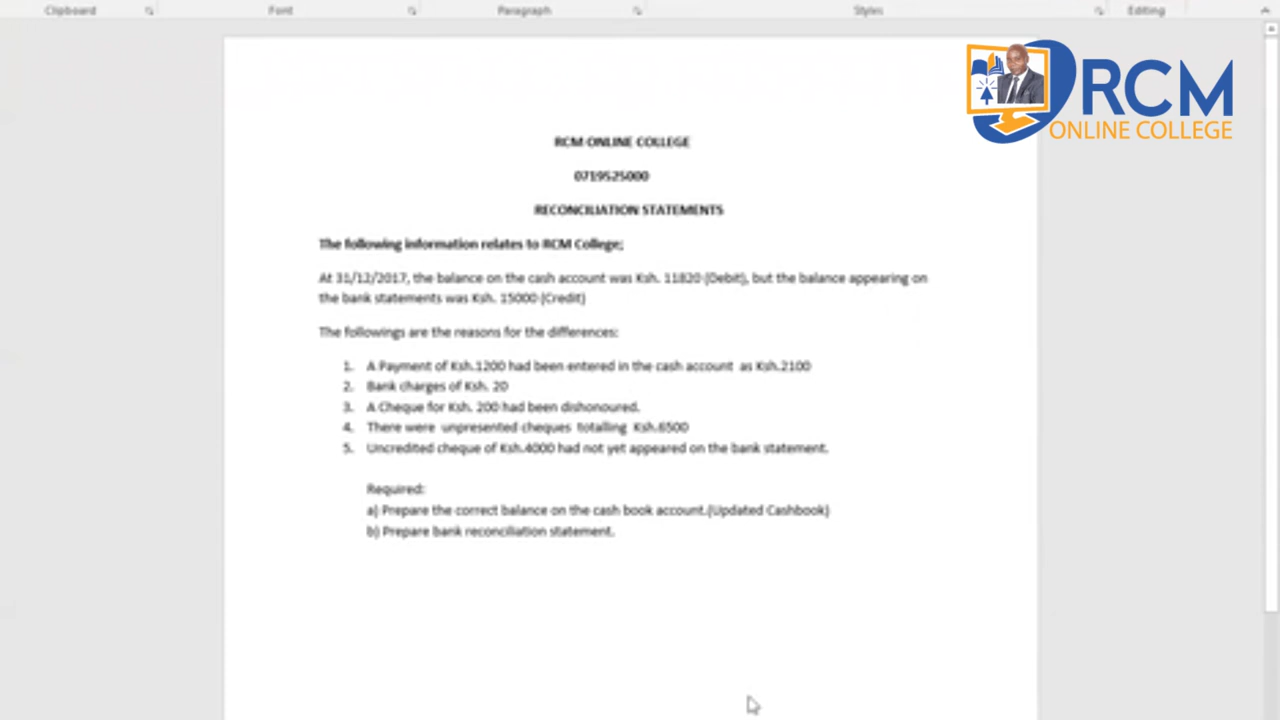 Clipboard Font Paragraph Styles Editing
RCM
ONLINE COLLEGE
RCM ONLINE COLLEGE
0719525000
RECONCILIATION STATEMENTS
The following information relates to RCM College;
At 31/12/2017, the balance on the cash account was Ksh. 11820 (Debit), but the balance appearing on
the bank statements was Ksh. 15000 (Credit)
The followings are the reasons for the differences:
1. A Payment of Ksh.1200 had been entered in the cash account as Ksh.2100
2. Bank charges of Ksh. 20
3. A Cheque for Ksh. 200 had been dishonoured.
4. There were unpresented cheques totalling Ksh.6500
5. Uncredited cheque of Ksh.4000 had not yet appeared on the bank statement.
Required:
a) Prepare the correct balance on the cash book account.(Updated Cashbook)
b) Prepare bank reconciliation statement.